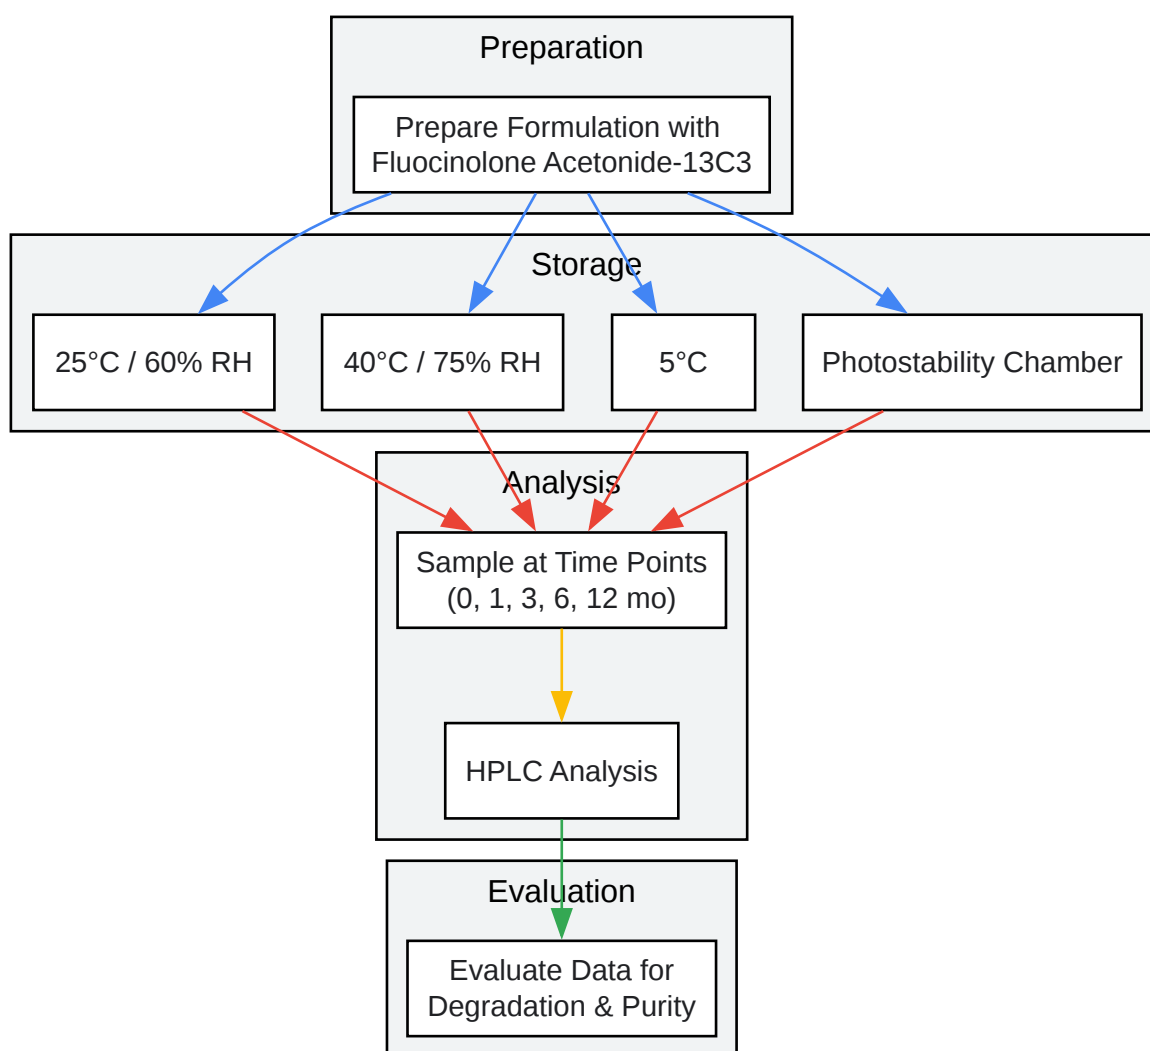 Preparation
Prepare Formulation with
Fluocinolone Acetonide-13C3
Storage
25°C / 60% RH
40°C / 75% RH
5°C
Photostability Chamber
Analysis
Sample at Time Points
(0, 1, 3, 6, 12 mo)
HPLC Analysis
Evaluation
Evaluate Data for
Degradation & Purity